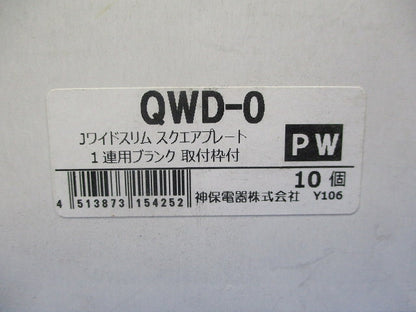 QWD-0
Jワイドスリム スクエアプレート
1連用ブランク 取付枠付
PW
10個
4 513873 154252
神保電器株式会社 Y106